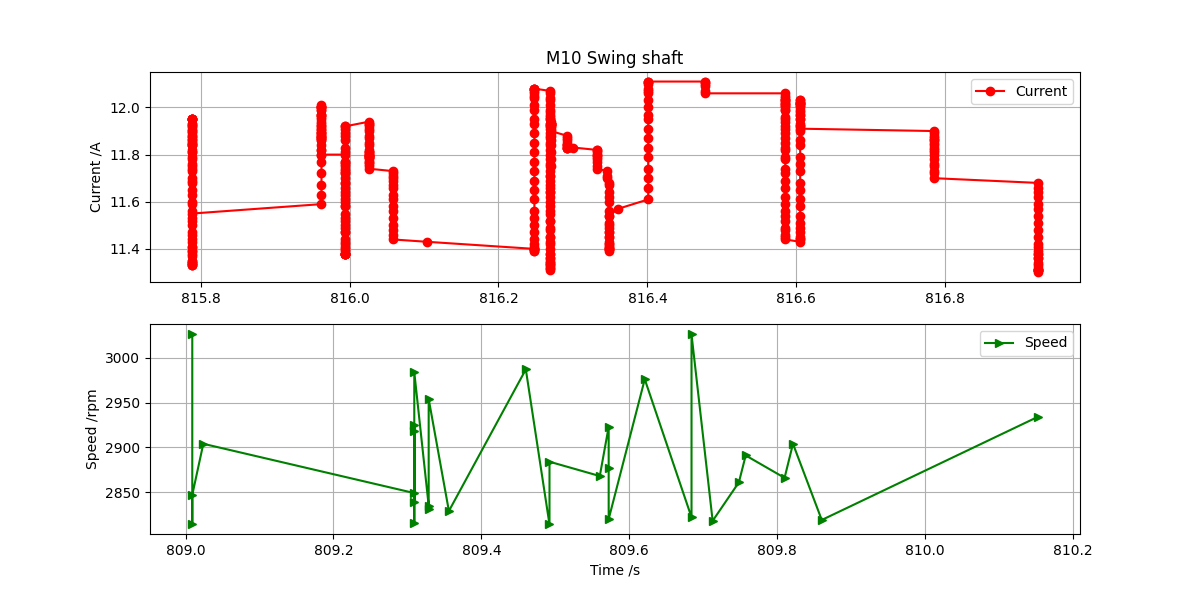 M10 Swing shaft
Current /A
12.0
11.8
11.6
11.4
Current
815.8 816.0 816.2 816.4 816.6 816.8
Speed /rpm
3000
2950
2900
2850
Speed
809.0 809.2 809.4 809.6 809.8 810.0 810.2
Time /s